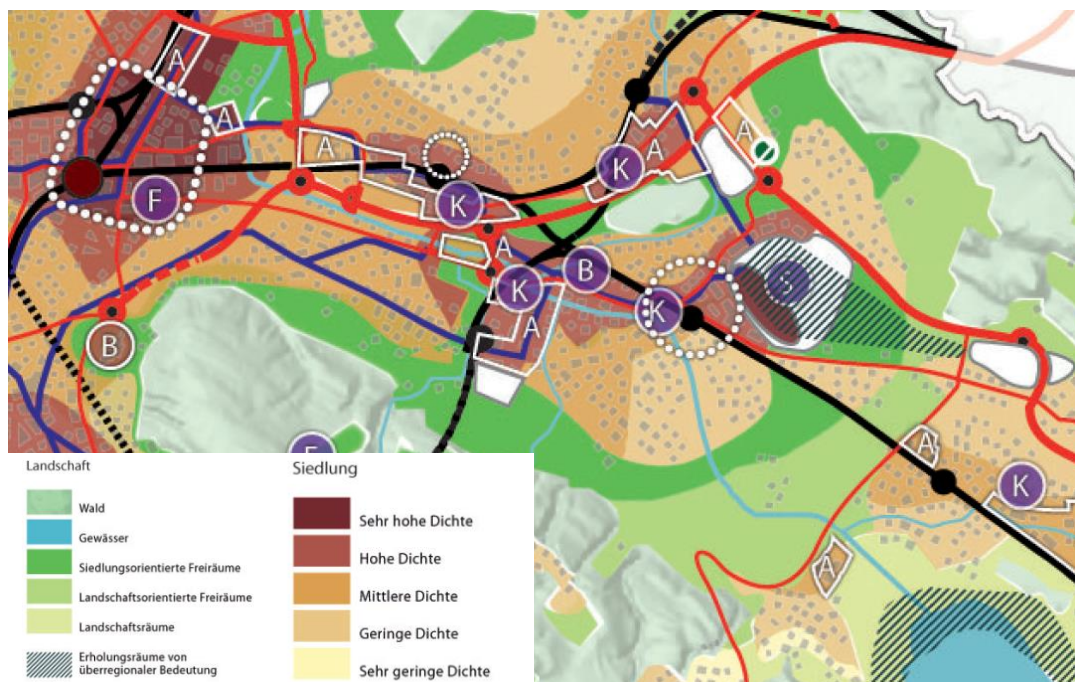 A
A
A
A
A
K
F
K
A
B
S
K
A
K
B
A
K
Landschaft
Wald
Gewässer
Siedlungsorientierte Freiräume
Landschaftsorientierte Freiräume
Landschaftsräume
Erholungsräume von
überregionaler Bedeutung
Siedlung
Sehr hohe Dichte
Hohe Dichte
Mittlere Dichte
Geringe Dichte
Sehr geringe Dichte
A
K
A